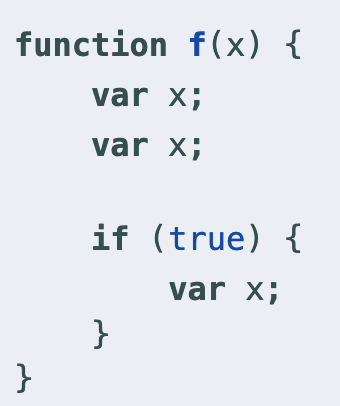 function f(x) {
    var x;
    var x;

    if (true) {
        var x;
    }
}